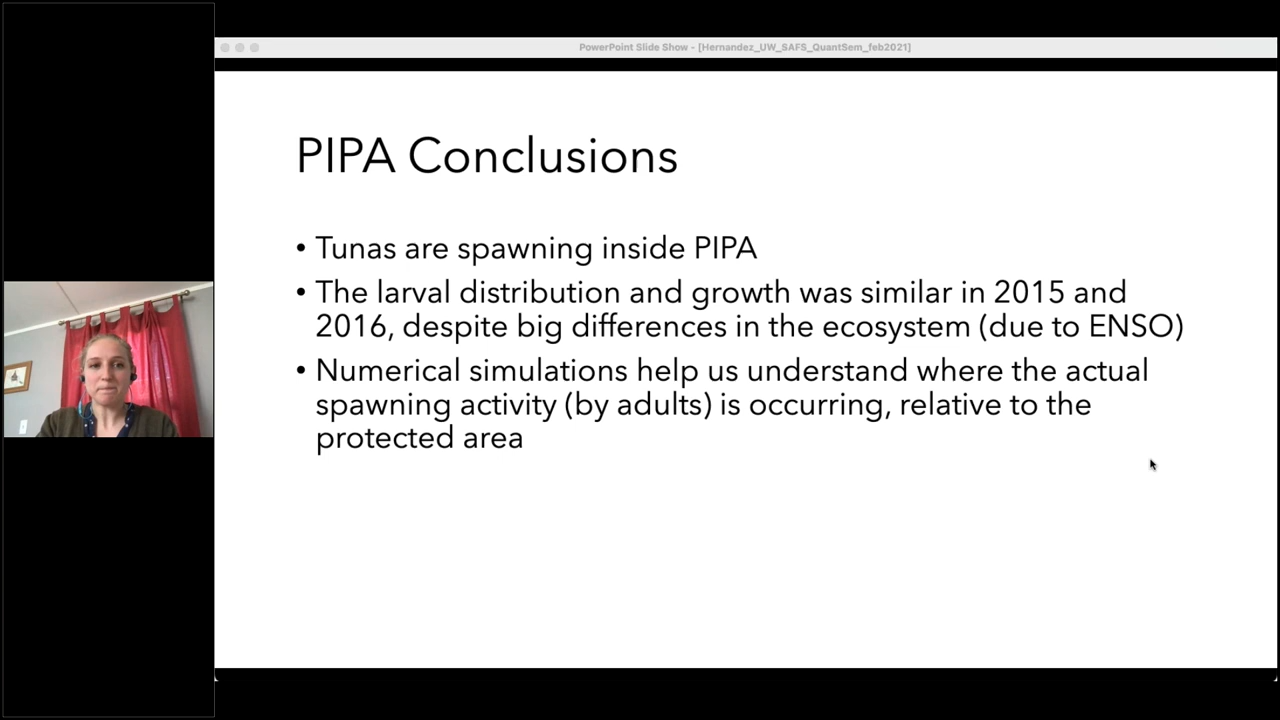 PowerPoint Slide Show - [Hernandez_UW_SAFS_QuantSem_feb2021]
PIPA Conclusions
• Tunas are spawning inside PIPA
• The larval distribution and growth was similar in 2015 and
2016, despite big differences in the ecosystem (due to ENSO)
• Numerical simulations help us understand where the actual
spawning activity (by adults) is occurring, relative to the
protected area